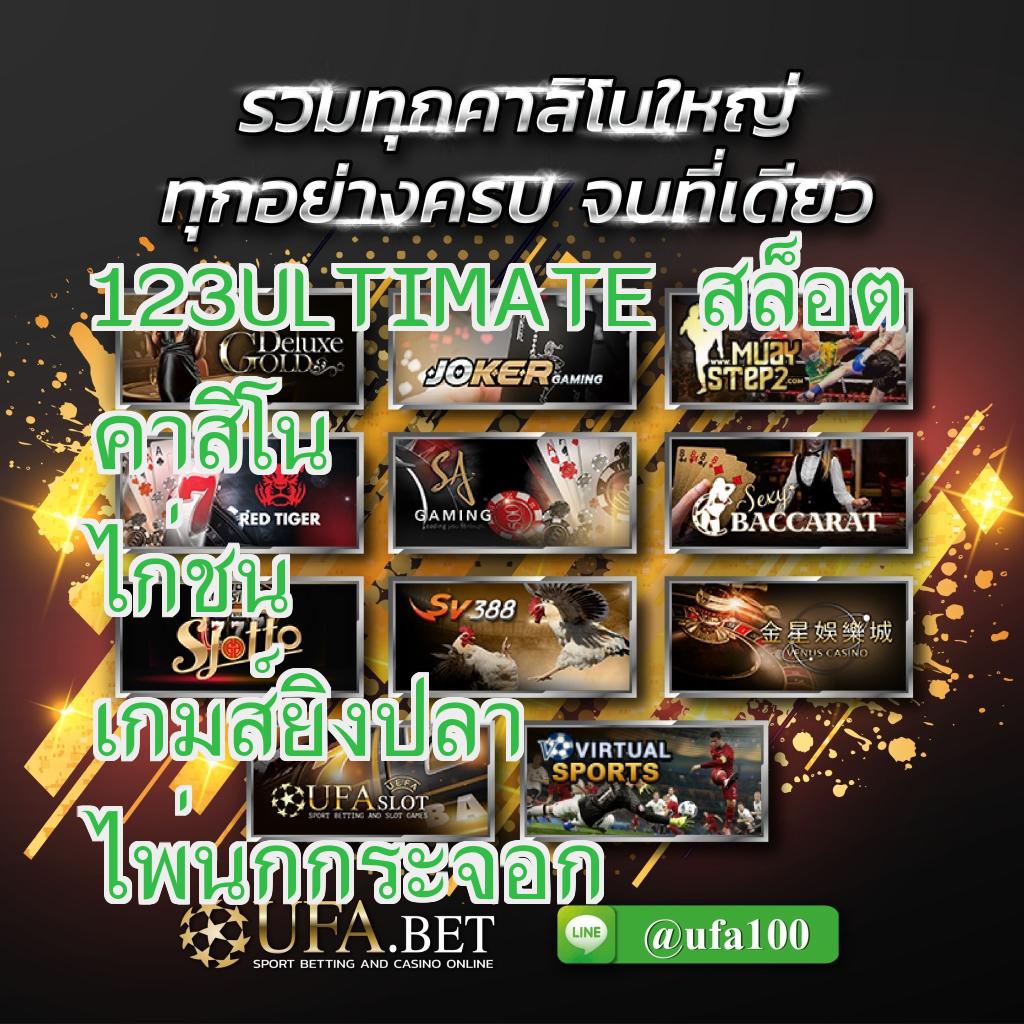 รวมทุกคาสิโนใหญ่
ทุกอย่างครบ จบที่เดียว
123ULTIMATE สล็อต
Deluxe
GOLD
JOKER GAMING
WWW.MUAY
STEP2.COM
คาสิโน
7
RED TIGER
SA
GAMING
Sexy
BACCARAT
ไก่ชน
Slotto
SV388
金星娛樂城
VENUS CASINO
เกมส์ยิงปลา
UEFA
UFA SLOT
SPORT BETTING AND SLOT GAMES
VIRTUAL
SPORTS
ไพ่นกกระจอก
UFA.BET
SPORT BETTING AND CASINO ONLINE
LINE
@ufa100